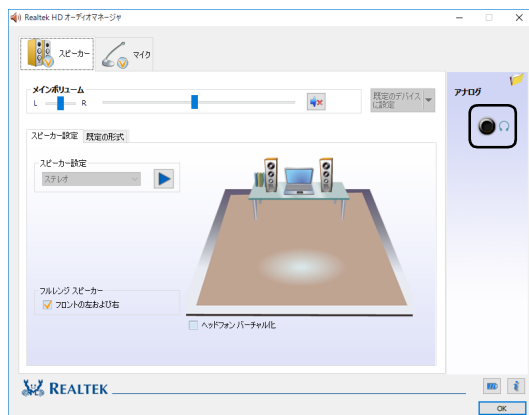 Realtek HD オーディオマネージャ
スピーカー
マイク
メインボリューム
L
R
既定のデバイス
に設定
アナログ
スピーカー設定
既定の形式
スピーカー設定
ステレオ
フルレンジ スピーカー
フロントの左および右
ヘッドフォン バーチャル化
REALTEK
OK